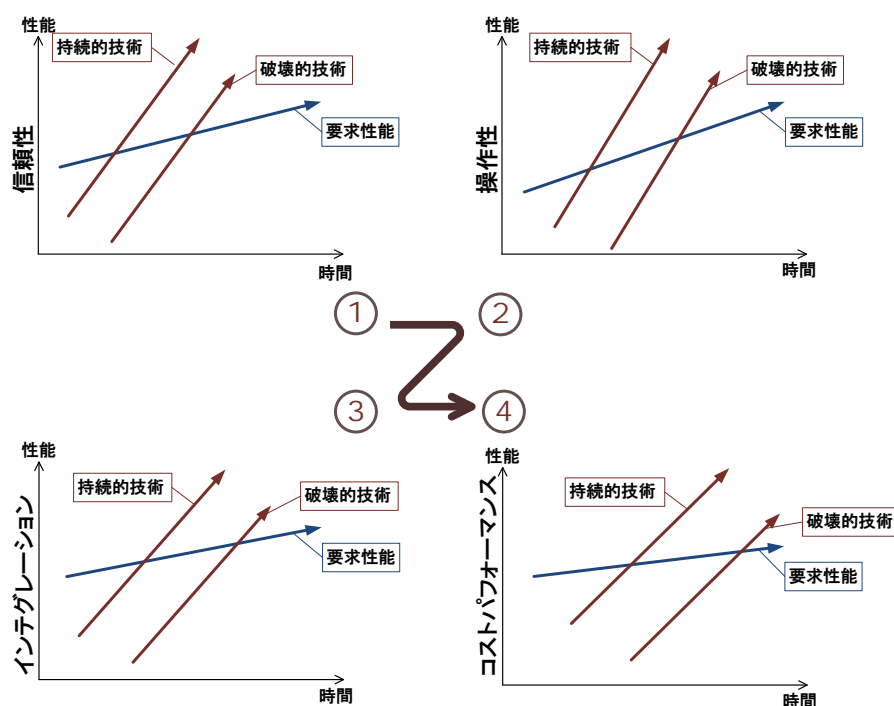 性能
持続的技術
破壊的技術
要求性能
信頼性
時間
性能
持続的技術
破壊的技術
要求性能
操作性
時間
1
2
3
4
性能
持続的技術
破壊的技術
要求性能
インテグレーション
時間
性能
持続的技術
破壊的技術
要求性能
コストパフォーマンス
時間